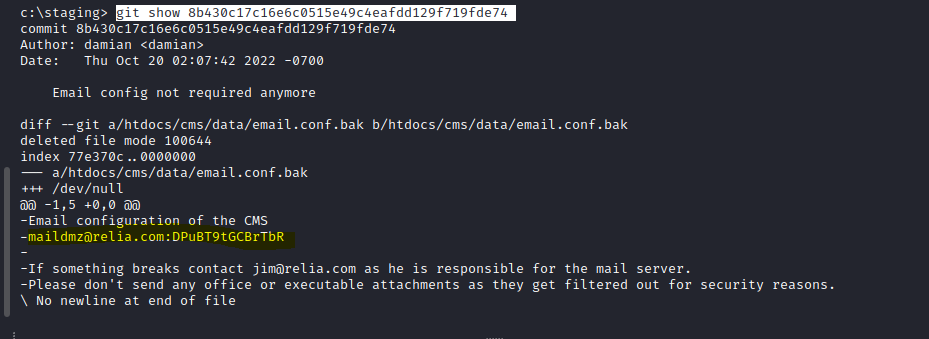 c:\staging> git show 8b430c17c16e6c0515e49c4eafdd129f719fde74
commit 8b430c17c16e6c0515e49c4eafdd129f719fde74
Author: damian <damian>
Date:   Thu Oct 20 02:07:42 2022 -0700
    Email config not required anymore
diff --git a/htdocs/cms/data/email.conf.bak b/htdocs/cms/data/email.conf.bak
deleted file mode 100644
index 77e370c..0000000
--- a/htdocs/cms/data/email.conf.bak
+++ /dev/null
@@ -1,5 +0,0 @@
-Email configuration of the CMS
-maildmz@relia.com:DPuBT9tGCBrTbR
-
-If something breaks contact jim@relia.com as he is responsible for the mail server.
-Please don't send any office or executable attachments as they get filtered out for security reasons.
\ No newline at end of file